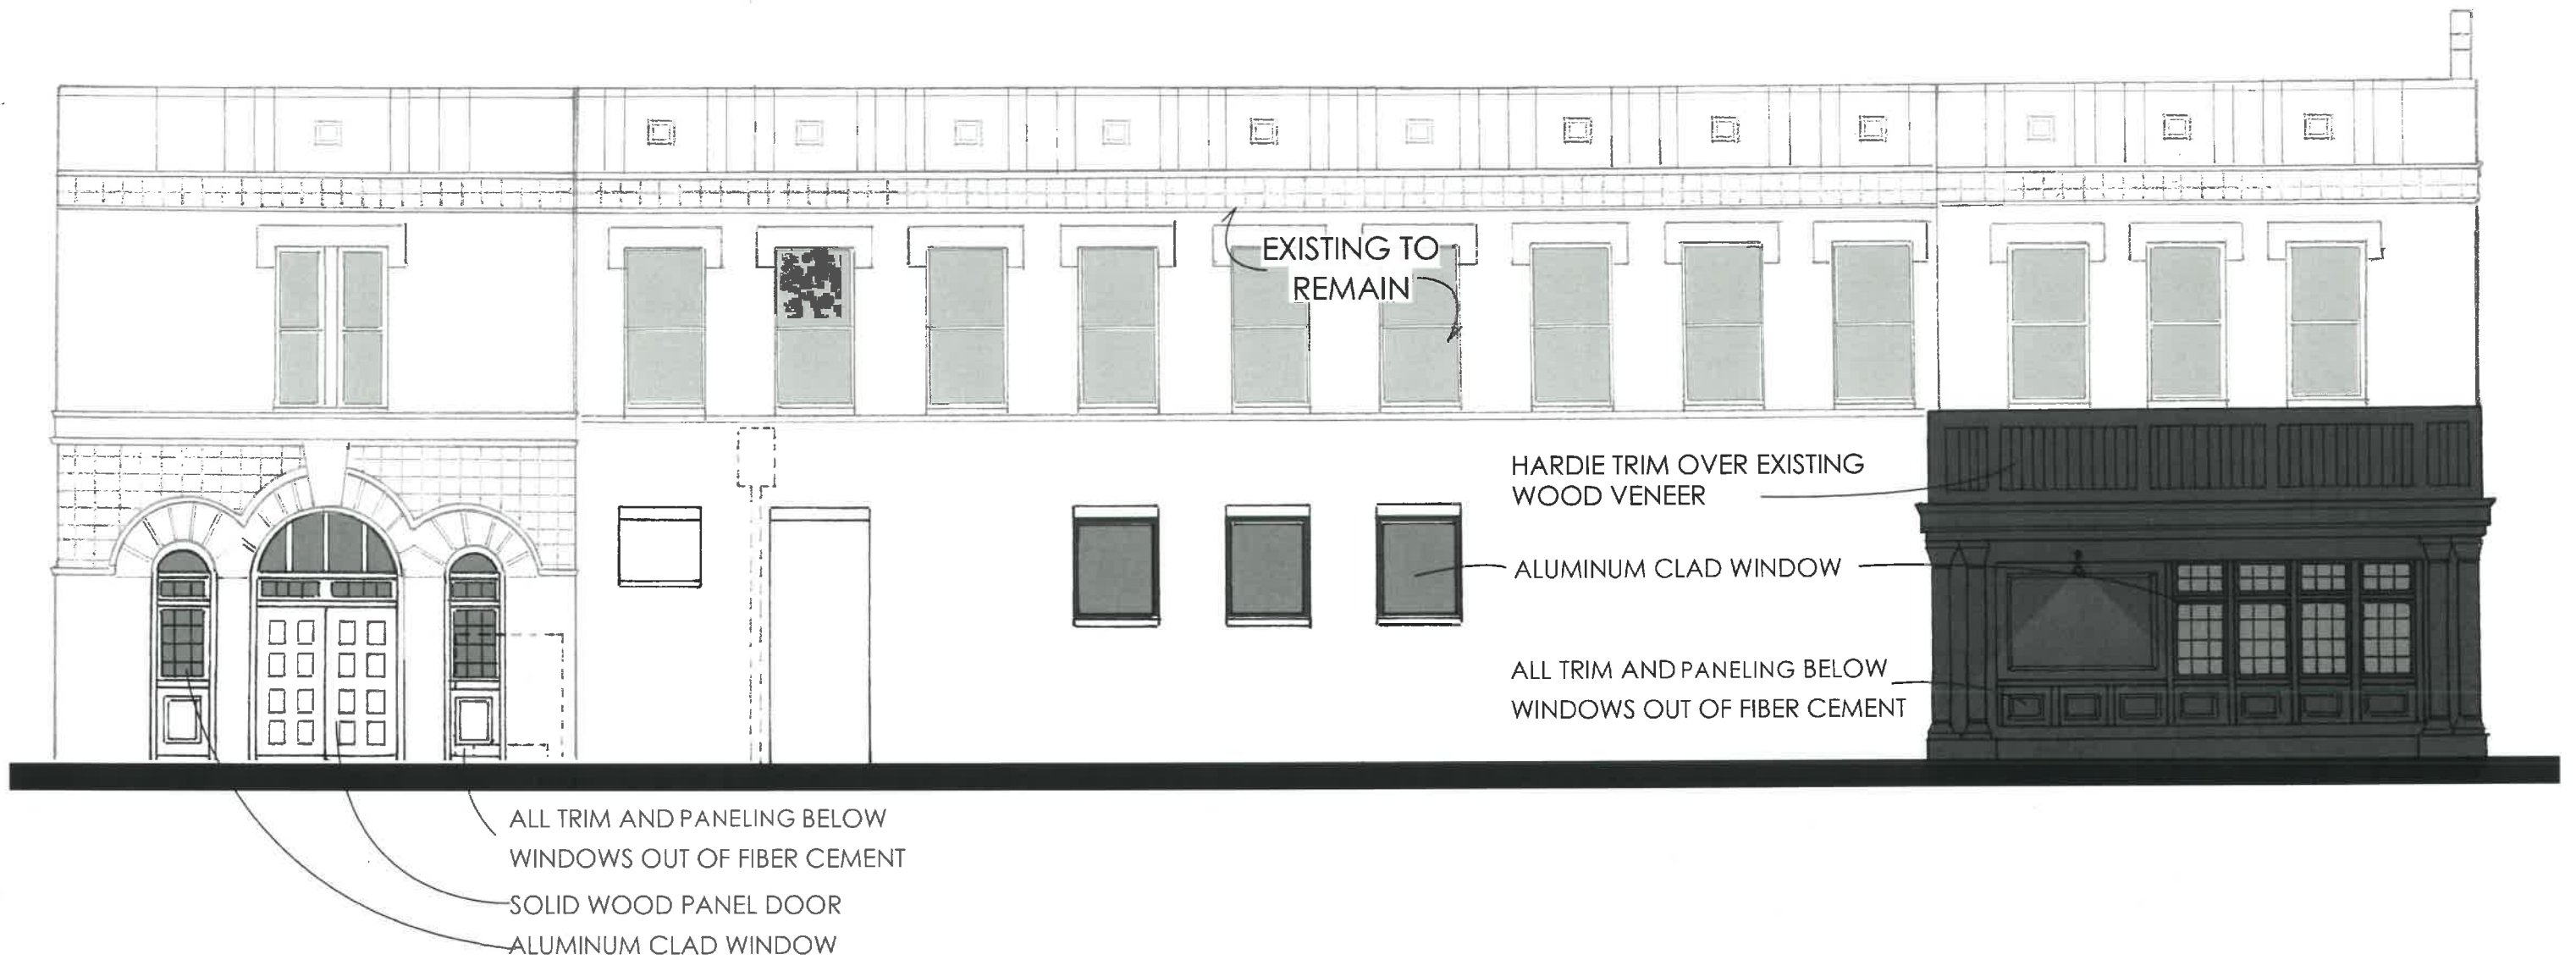 EXISTING TO
REMAIN
HARDIE TRIM OVER EXISTING
WOOD VENEER
ALUMINUM CLAD WINDOW
ALL TRIM AND PANELING BELOW
WINDOWS OUT OF FIBER CEMENT
ALL TRIM AND PANELING BELOW
WINDOWS OUT OF FIBER CEMENT
SOLID WOOD PANEL DOOR
ALUMINUM CLAD WINDOW